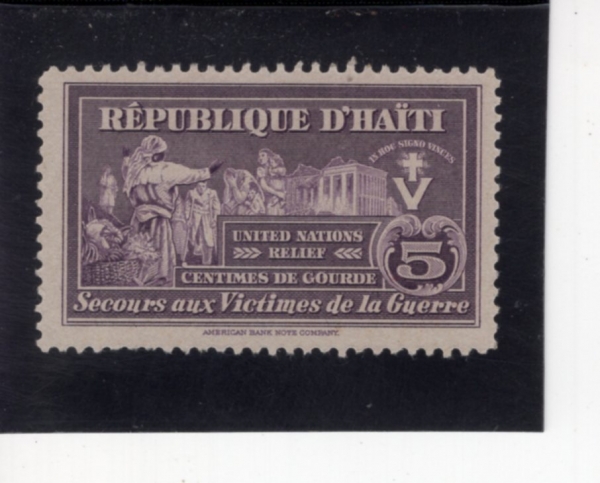 RÉPUBLIQUE D'HAÏTI
IN HOC SIGNO VINCES
V
UNITED NATIONS
RELIEF
5
CENTIMES DE GOURDE
Secours aux Victimes de la Guerre
AMERICAN BANK NOTE COMPANY.